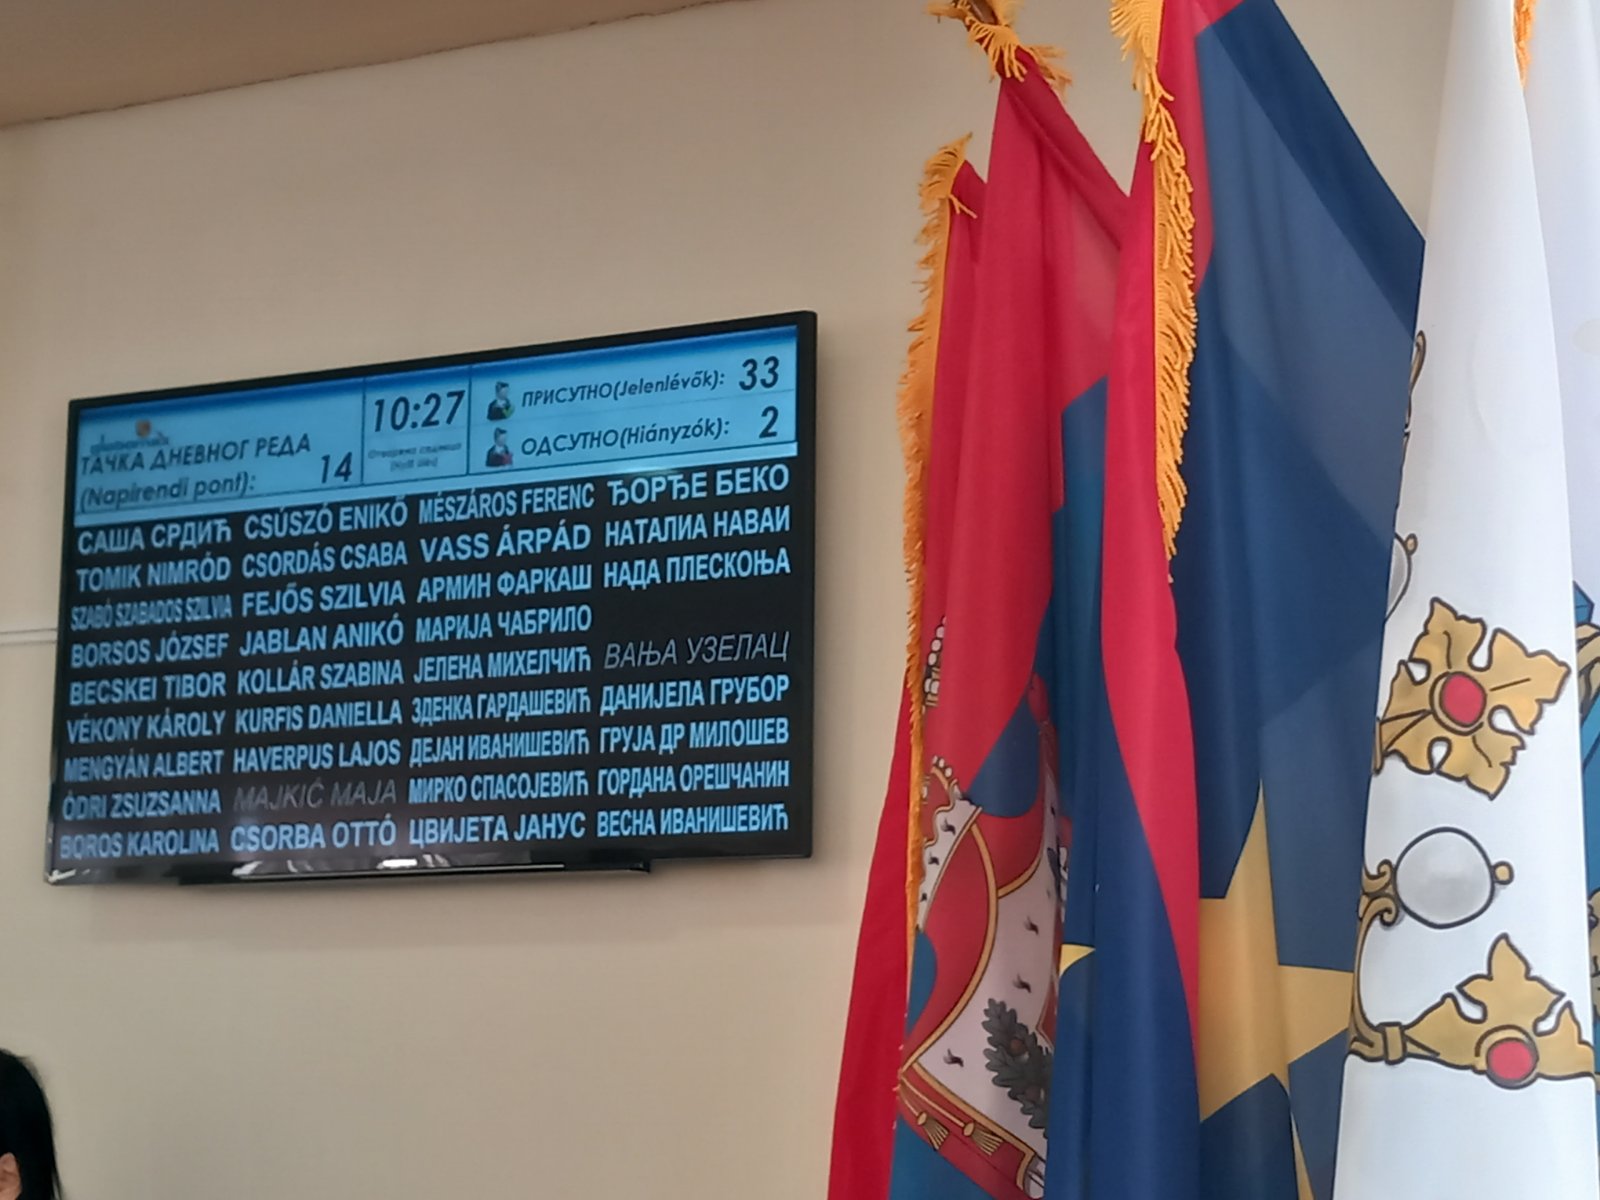 ТАЧКА ДНЕВНОГ РЕДА
(Napirendi pont): 14
10:27
ПРИСУТНО(Jelenlévők): 33
ОДСУТНО(Hiányzók): 2
САША СРДИЋ CSÚSZÓ ENIKŐ MÉSZÁROS FERENC ЂОРЂЕ БЕКО
TOMIK NIMRÓD CSORDÁS CSABA VASS ÁRPÁD НАТАЛИА НАВАИ
SZABÓ SZABADOS SZILVIA FEJŐS SZILVIA АРМИН ФАРКАШ НАДА ПЛЕСКОЊА
BORSOS JÓZSEF JABLAN ANIKÓ МАРИЈА ЧАБРИЛО
BECSKEI TIBOR KOLLÁR SZABINA ЈЕЛЕНА МИХЕЛЧИЋ ВАЊА УЗЕЛАЦ
VÉKONY KÁROLY KURFIS DANIELLA ЗДЕНКА ГАРДАШЕВИЋ ДАНИЈЕЛА ГРУБОР
MENGYÁN ALBERT HAVERPUS LAJOS ДЕЈАН ИВАНИШЕВИЋ ГРУЈА ДР МИЛОШЕВ
ÓDRI ZSUZSANNA MAJKIĆ MAJA МИРКО СПАСОЈЕВИЋ ГОРДАНА ОРЕШЧАНИН
BOROS KAROLINA CSORBA OTTÓ ЦВИЈЕТА ЈАНУС ВЕСНА ИВАНИШЕВИЋ